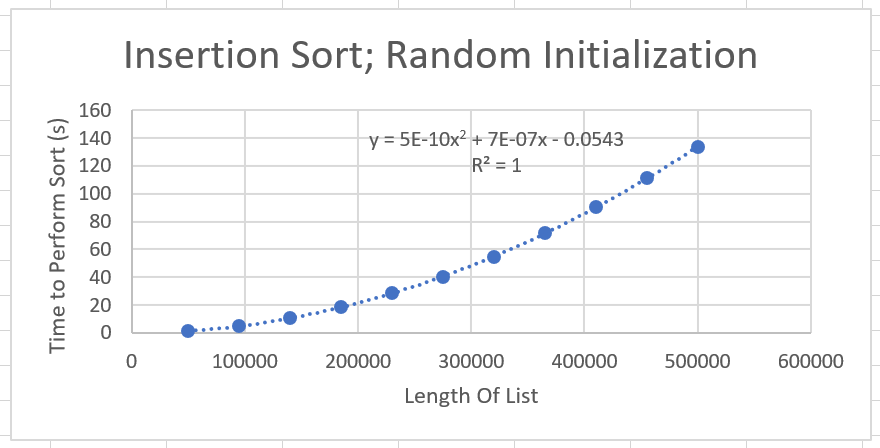 Insertion Sort; Random Initialization
Time to Perform Sort (s)
160
140
120
100
80
60
40
20
0
y = 5E-10x² + 7E-07x - 0.0543
R² = 1
0 100000 200000 300000 400000 500000 600000
Length Of List